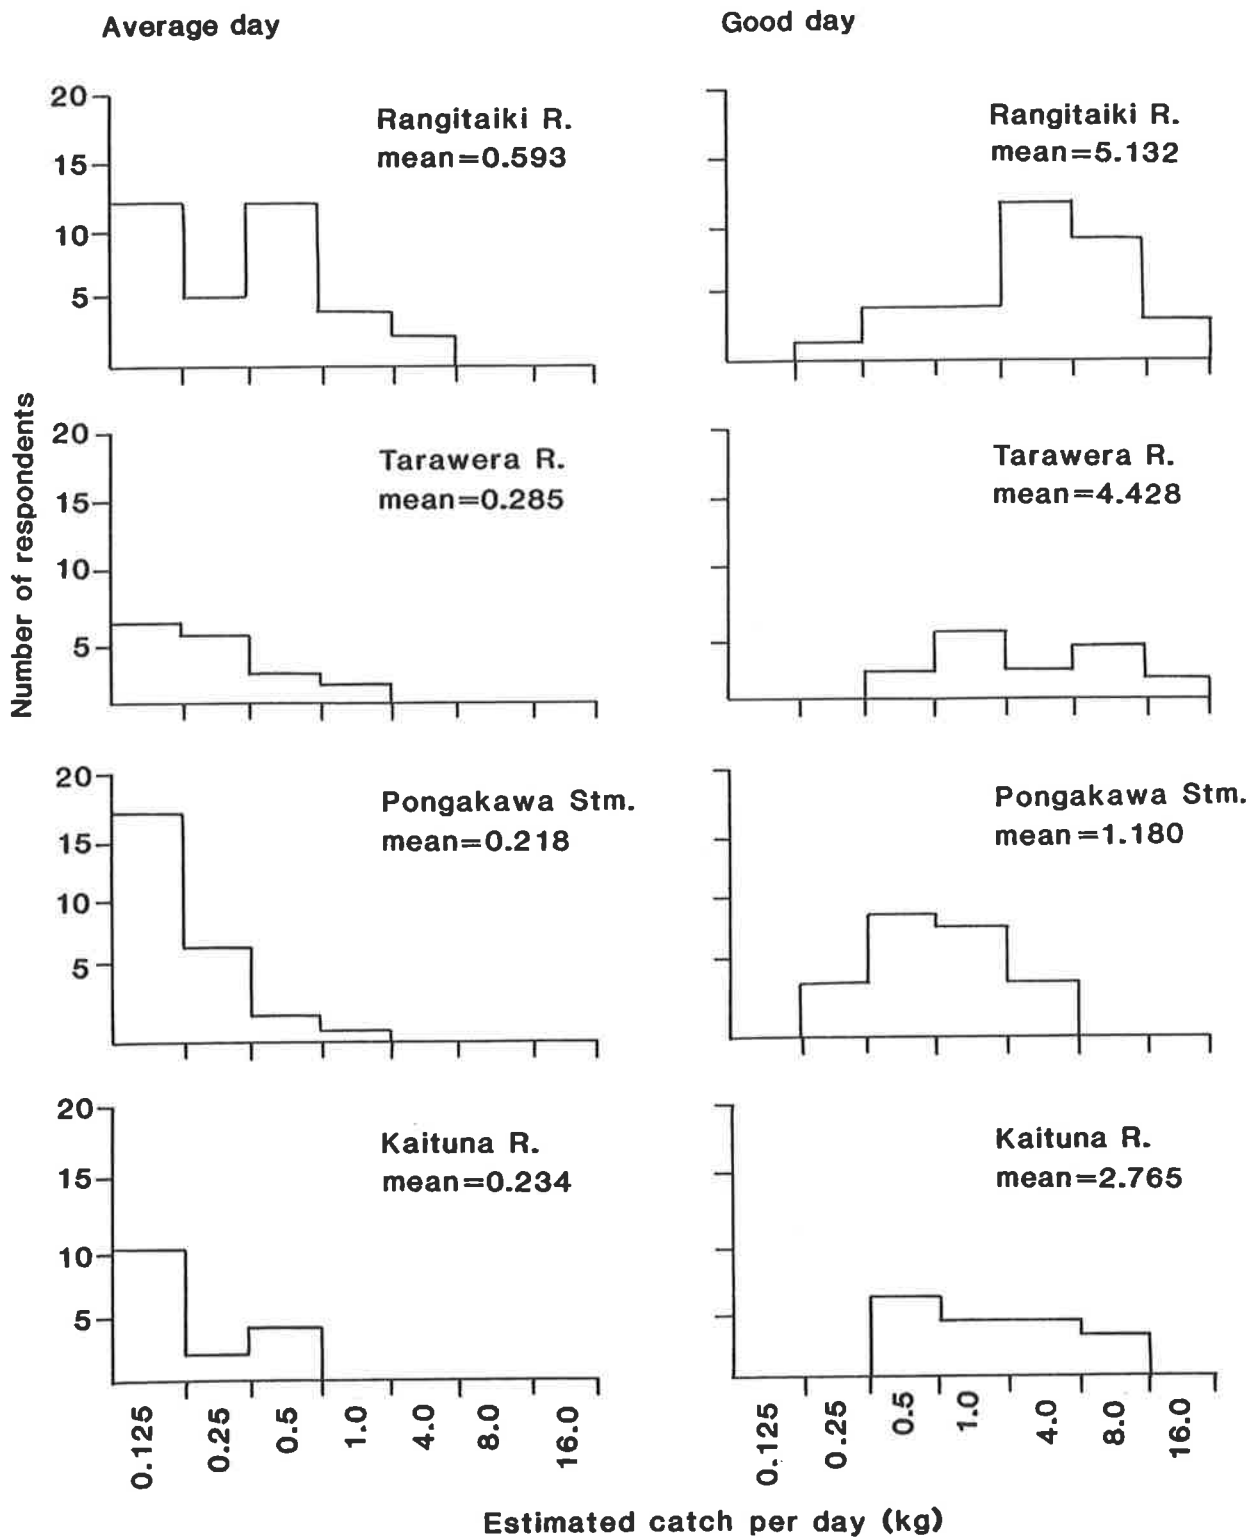 Average day
Good day
Number of respondents
20
15
10
5
Rangitaiki R.
mean=0.593
Rangitaiki R.
mean=5.132
20
15
10
5
Tarawera R.
mean=0.285
Tarawera R.
mean=4.428
20
15
10
5
Pongakawa Stm.
mean=0.218
Pongakawa Stm.
mean=1.180
20
15
10
5
Kaituna R.
mean=0.234
Kaituna R.
mean=2.765
0.125
0.25
0.5
1.0
4.0
8.0
16.0
0.125
0.25
0.5
1.0
4.0
8.0
16.0
Estimated catch per day (kg)